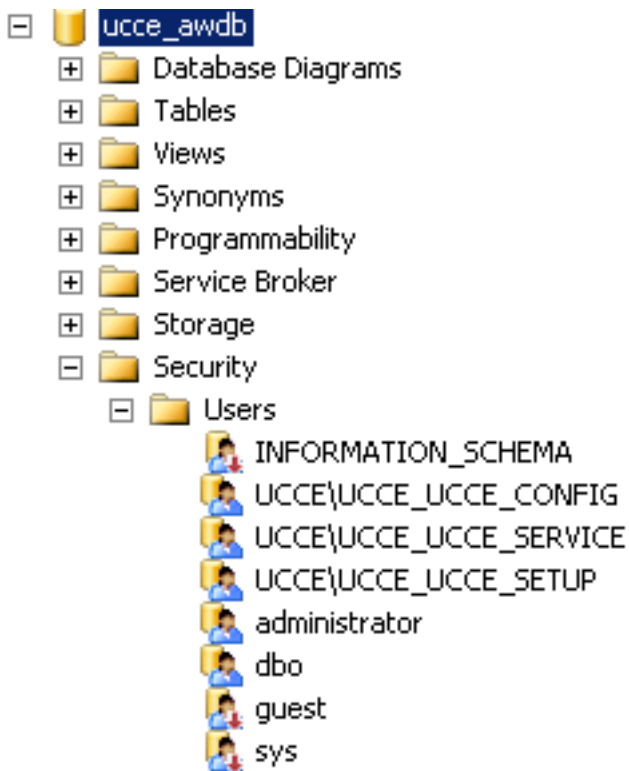 ucce_awdb
Database Diagrams
Tables
Views
Synonyms
Programmability
Service Broker
Storage
Security
Users
INFORMATION_SCHEMA
UCCE\UCCE_UCCE_CONFIG
UCCE\UCCE_UCCE_SERVICE
UCCE\UCCE_UCCE_SETUP
administrator
dbo
guest
sys